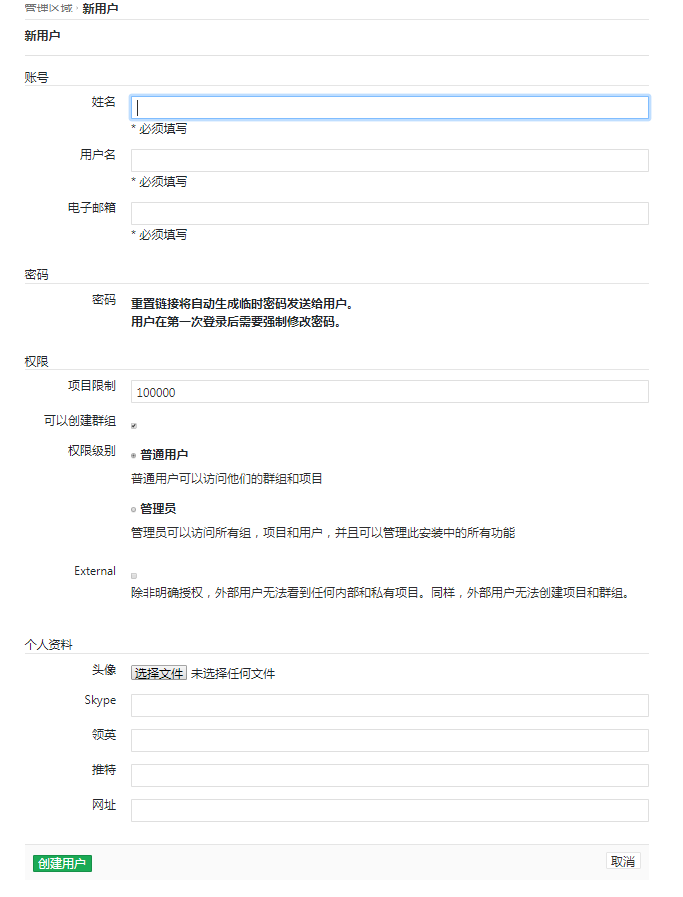 管理区域 · 新用户
新用户
账号
姓名
* 必须填写
用户名
* 必须填写
电子邮箱
* 必须填写
密码
密码 重置链接将自动生成临时密码发送给用户。
用户在第一次登录后需要强制修改密码。
权限
项目限制 100000
可以创建群组
权限级别 普通用户
普通用户可以访问他们的群组和项目
管理员
管理员可以访问所有组，项目和用户，并且可以管理此安装中的所有功能
External
除非明确授权，外部用户无法看到任何内部和私有项目。同样，外部用户无法创建项目和群组。
个人资料
头像 选择文件 未选择任何文件
Skype
领英
推特
网址
创建用户 取消